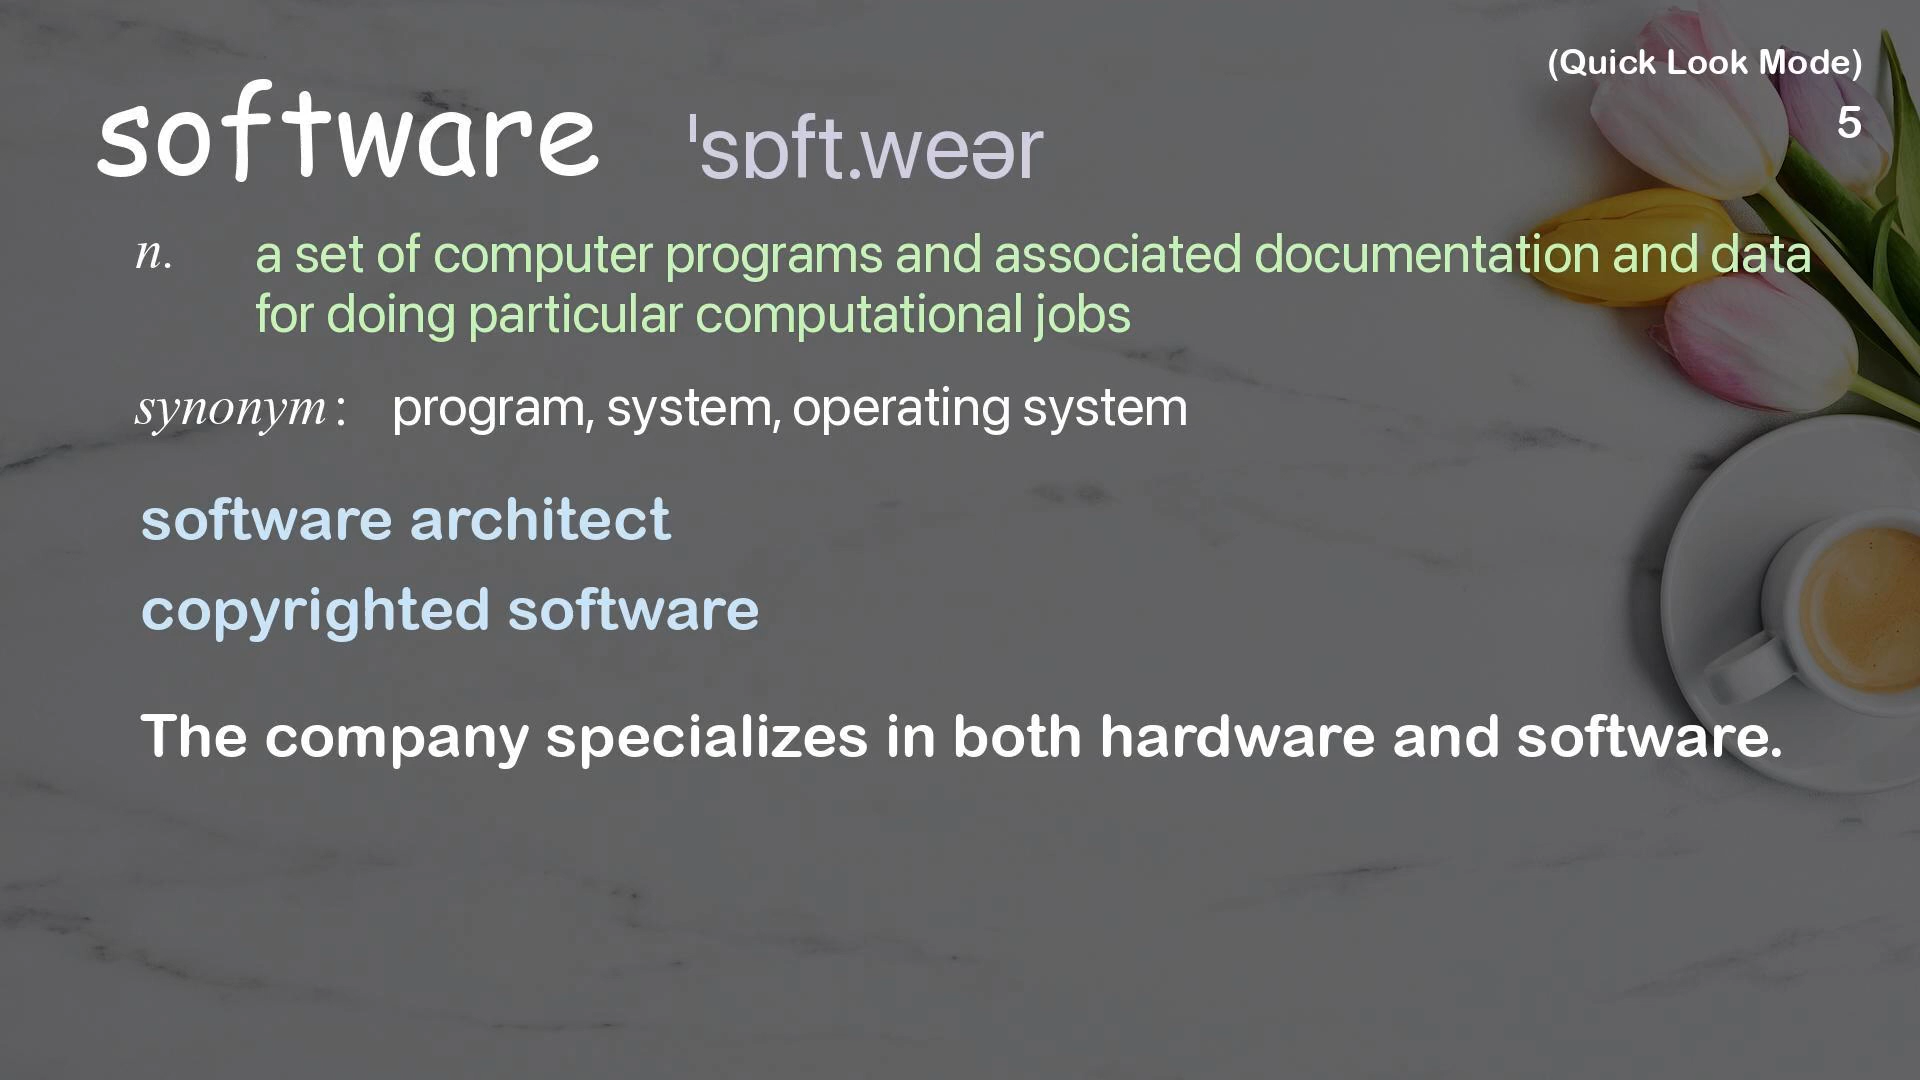 (Quick Look Mode)
5
software ˈsɒft.weər
n. a set of computer programs and associated documentation and data
for doing particular computational jobs
synonym: program, system, operating system
software architect
copyrighted software
The company specializes in both hardware and software.